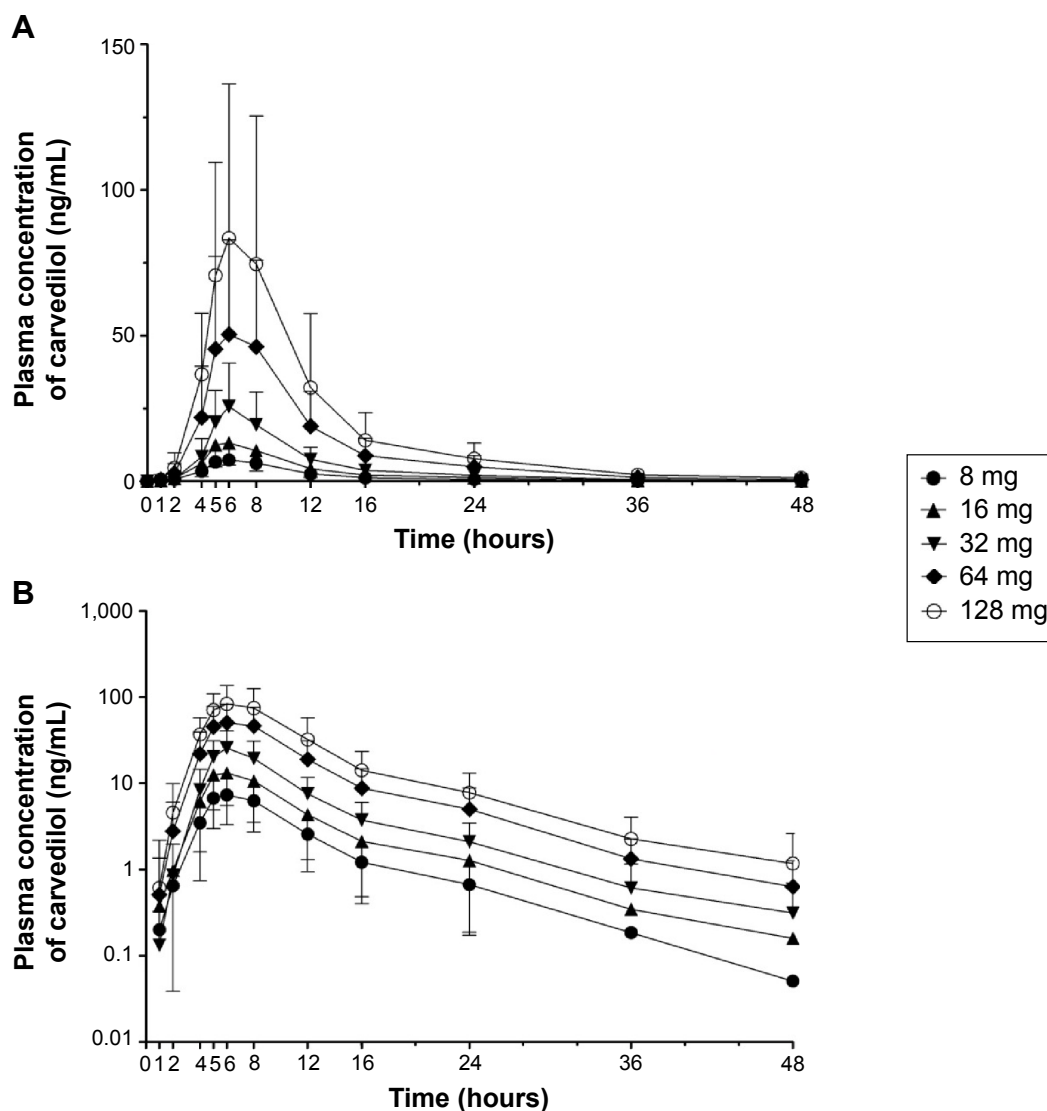 A
Plasma concentration
of carvedilol (ng/mL)
150
100
50
0
0 1 2 4 5 6 8 12 16 24 36 48
Time (hours)
8 mg
16 mg
32 mg
64 mg
128 mg
B
Plasma concentration
of carvedilol (ng/mL)
1,000
100
10
1
0.1
0.01
0 1 2 4 5 6 8 12 16 24 36 48
Time (hours)